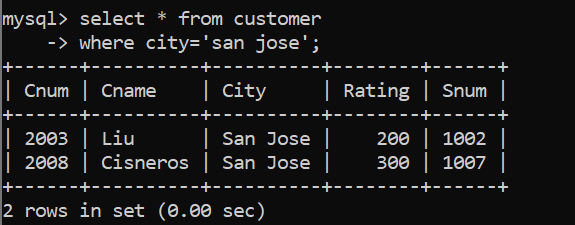 mysql> select * from customer
    -> where city='san jose';
+------+----------+----------+--------+------+
| Cnum | Cname    | City     | Rating | Snum |
+------+----------+----------+--------+------+
| 2003 | Liu      | San Jose |    200 | 1002 |
| 2008 | Cisneros | San Jose |    300 | 1007 |
+------+----------+----------+--------+------+
2 rows in set (0.00 sec)